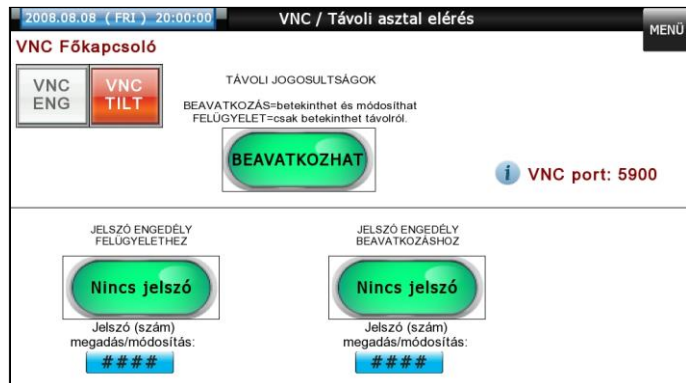 2008.08.08 ( FRI ) 20:00:00
VNC / Távoli asztal elérés
MENÜ
VNC Főkapcsoló
VNC
ENG
VNC
TILT
TÁVOLI JOGOSULTSÁGOK
BEAVATKOZÁS=betekinthet és módosíthat
FELÜGYELET=csak betekinthet távolról.
BEAVATKOZHAT
i VNC port: 5900
JELSZÓ ENGEDÉLY
FELÜGYELETHEZ
Nincs jelszó
Jelszó (szám)
megadás/módosítás:
####
JELSZÓ ENGEDÉLY
BEAVATKOZÁSHOZ
Nincs jelszó
Jelszó (szám)
megadás/módosítás:
####